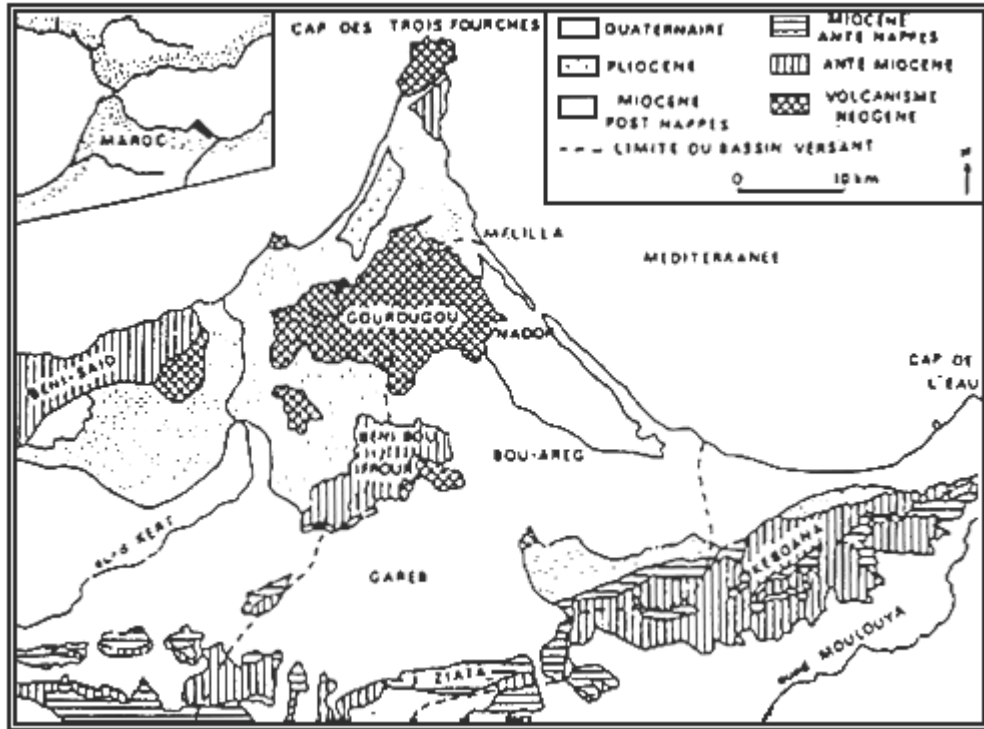 CAP DES TROIS FOURCHES
QUATERNAIRE
PLIOCENE
MIOCENE
POST NAPPES
MIOCENE
ANTE NAPPES
ANTE MIOCENE
VOLCANISME
NEOGENE
LIMITE DU BASSIN VERSANT
0 10 km
N
MAROC
MELILLA
MEDITERRANEE
GOUROUGOU
NADOR
BENI-SAID
CAP DE
L'EAU
BENI BOU
IFROUR
BOU-AREG
KERT
GAREB
KEBDANA
ZIATA
oued MOULOUYA